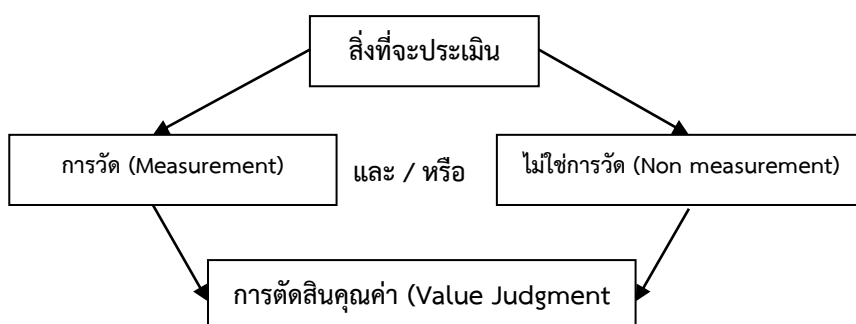 สิ่งที่จะประเมิน
การวัด (Measurement)
และ / หรือ
ไม่ใช่การวัด (Non measurement)
การตัดสินคุณค่า (Value Judgment